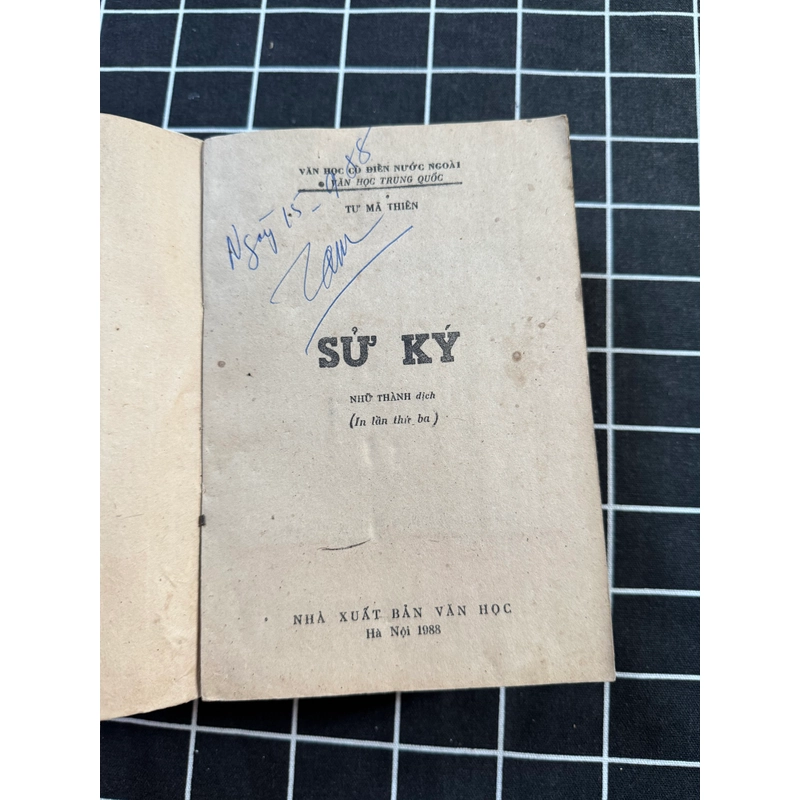 VĂN HỌC CỔ ĐIỂN NƯỚC NGOÀI
VĂN HỌC TRUNG QUỐC
TƯ MÃ THIÊN
Ngày 15-9-88
SỬ KÝ
NHỮ THÀNH dịch
(In lần thứ ba)
NHÀ XUẤT BẢN VĂN HỌC
Hà Nội 1988